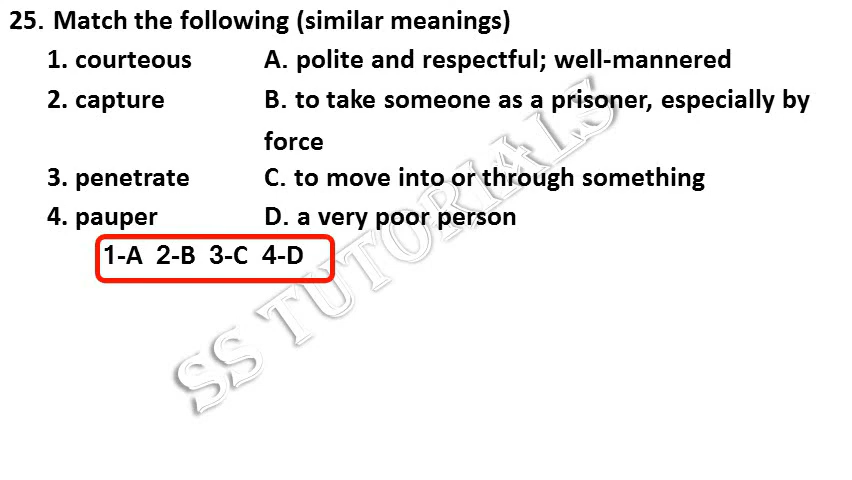 25. Match the following (similar meanings)
1. courteous A. polite and respectful; well-mannered
2. capture B. to take someone as a prisoner, especially by
force
3. penetrate C. to move into or through something
4. pauper D. a very poor person
1-A 2-B 3-C 4-D
SS TUTORIALS